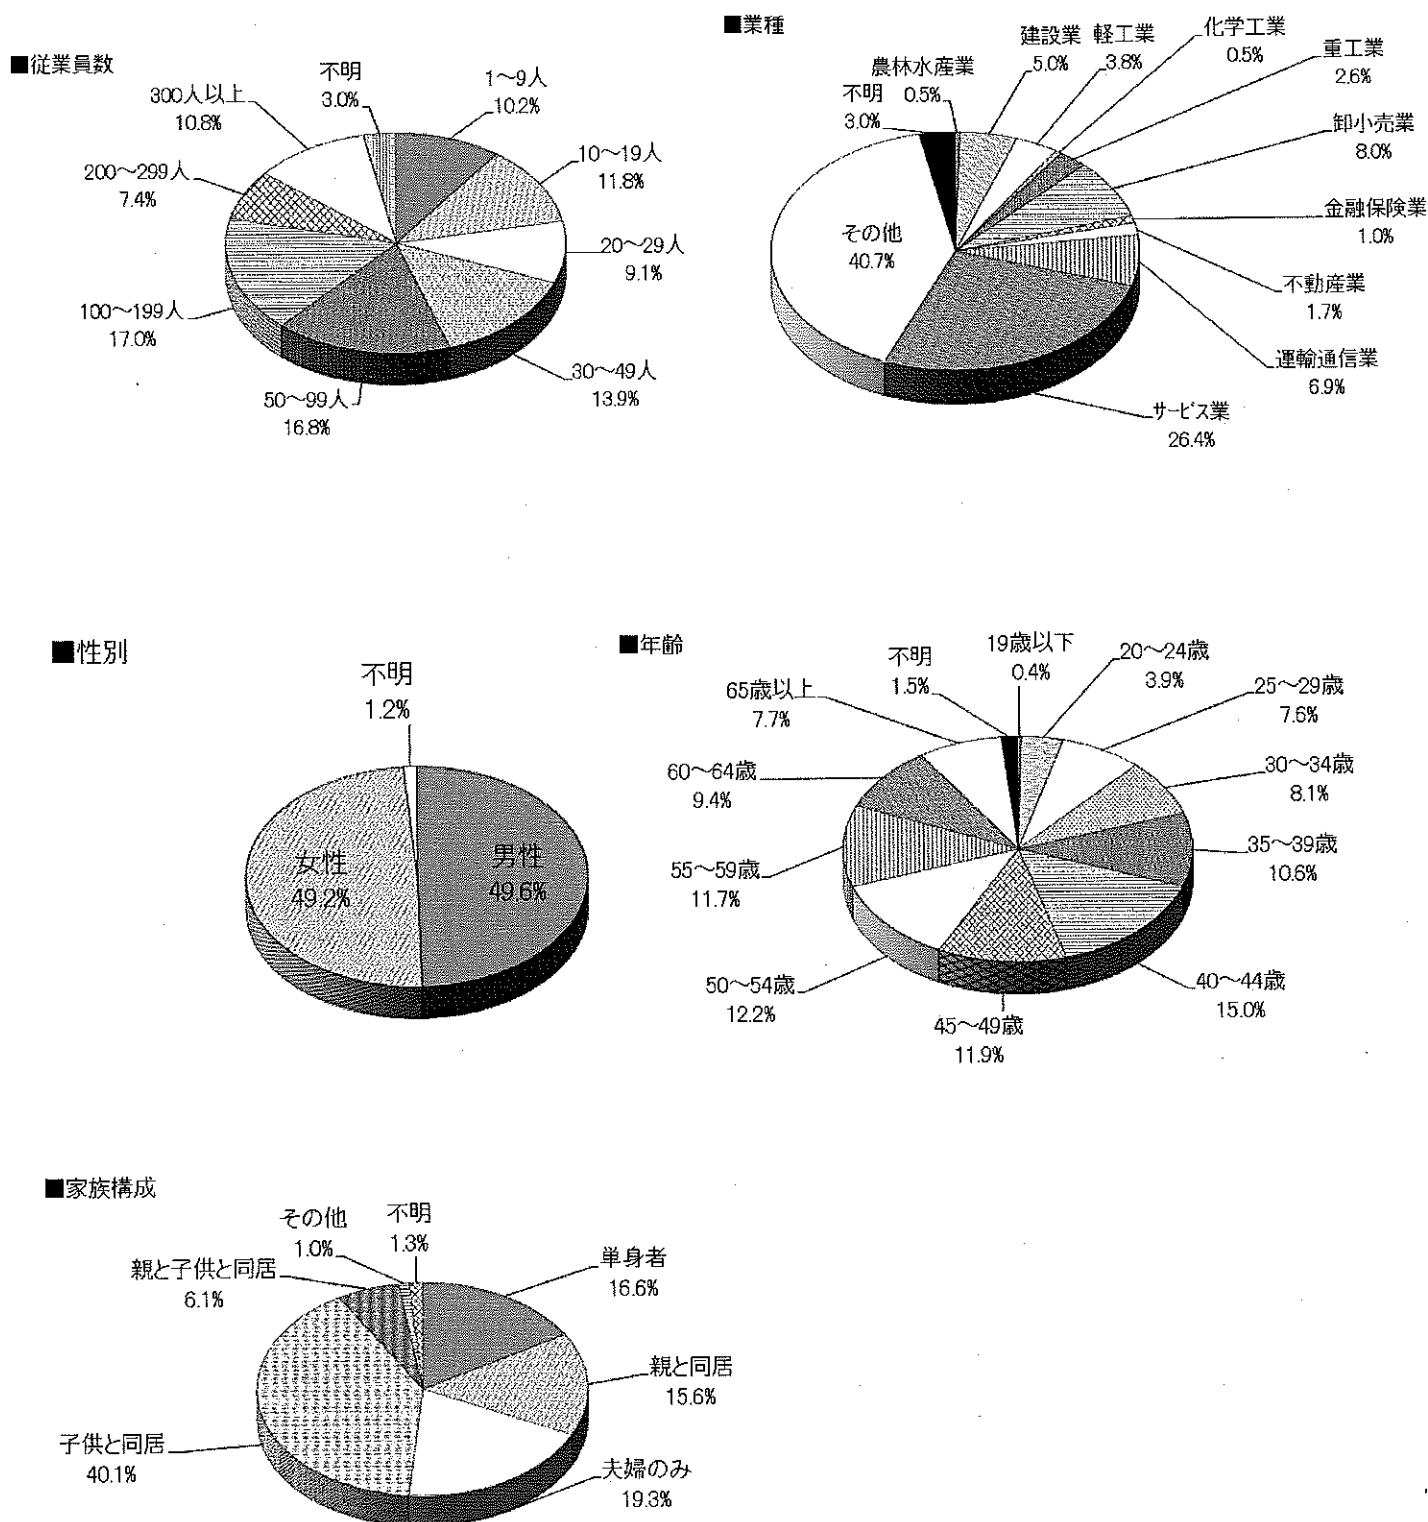 ■従業員数
不明
3.0%
1～9人
10.2%
10～19人
11.8%
20～29人
9.1%
30～49人
13.9%
50～99人
16.8%
100～199人
17.0%
200～299人
7.4%
300人以上
10.8%
■業種
農林水産業
0.5%
建設業
5.0%
軽工業
3.8%
化学工業
0.5%
重工業
2.6%
卸小売業
8.0%
金融保険業
1.0%
不動産業
1.7%
運輸通信業
6.9%
サービス業
26.4%
その他
40.7%
不明
3.0%
■性別
不明
1.2%
男性
49.6%
女性
49.2%
■年齢
19歳以下
0.4%
20～24歳
3.9%
25～29歳
7.6%
30～34歳
8.1%
35～39歳
10.6%
40～44歳
15.0%
45～49歳
11.9%
50～54歳
12.2%
55～59歳
11.7%
60～64歳
9.4%
65歳以上
7.7%
不明
1.5%
■家族構成
単身者
16.6%
親と同居
15.6%
夫婦のみ
19.3%
子供と同居
40.1%
親と子供と同居
6.1%
その他
1.0%
不明
1.3%